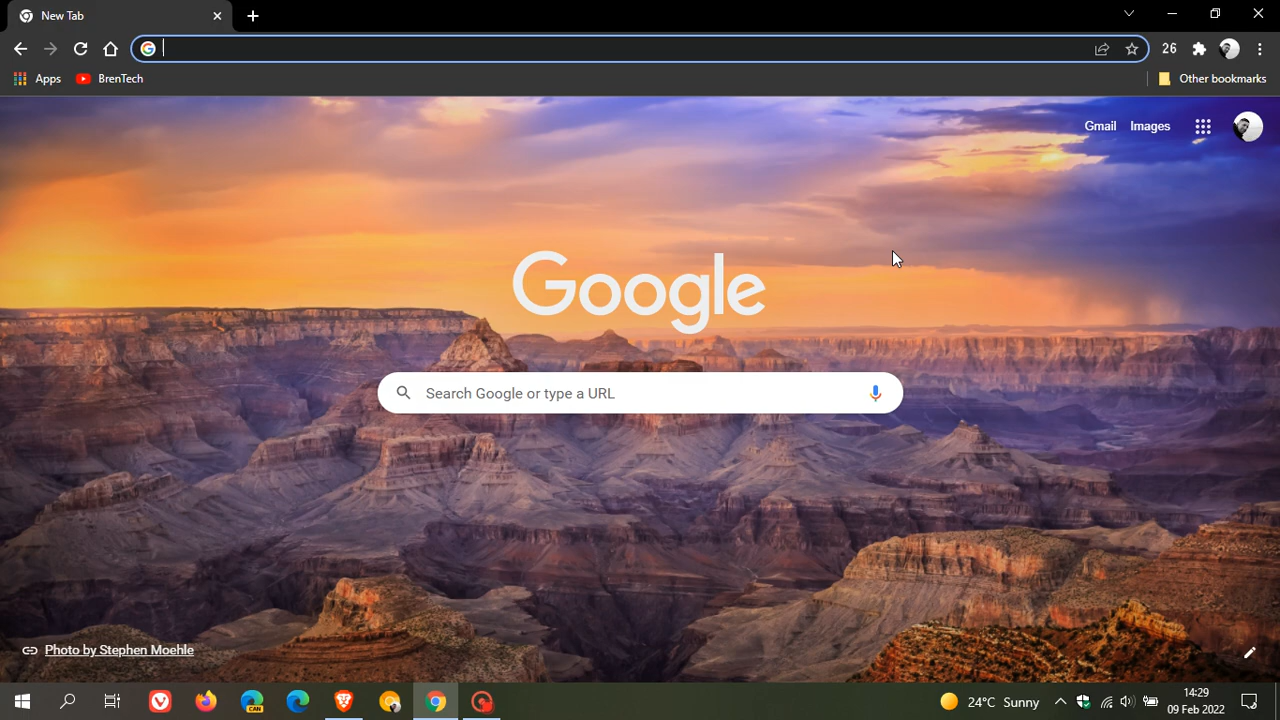 New Tab
26
Apps
BrenTech
Other bookmarks
Gmail
Images
Google
Search Google or type a URL
Photo by Stephen Moehle
CAN
24°C Sunny
14:29
09 Feb 2022